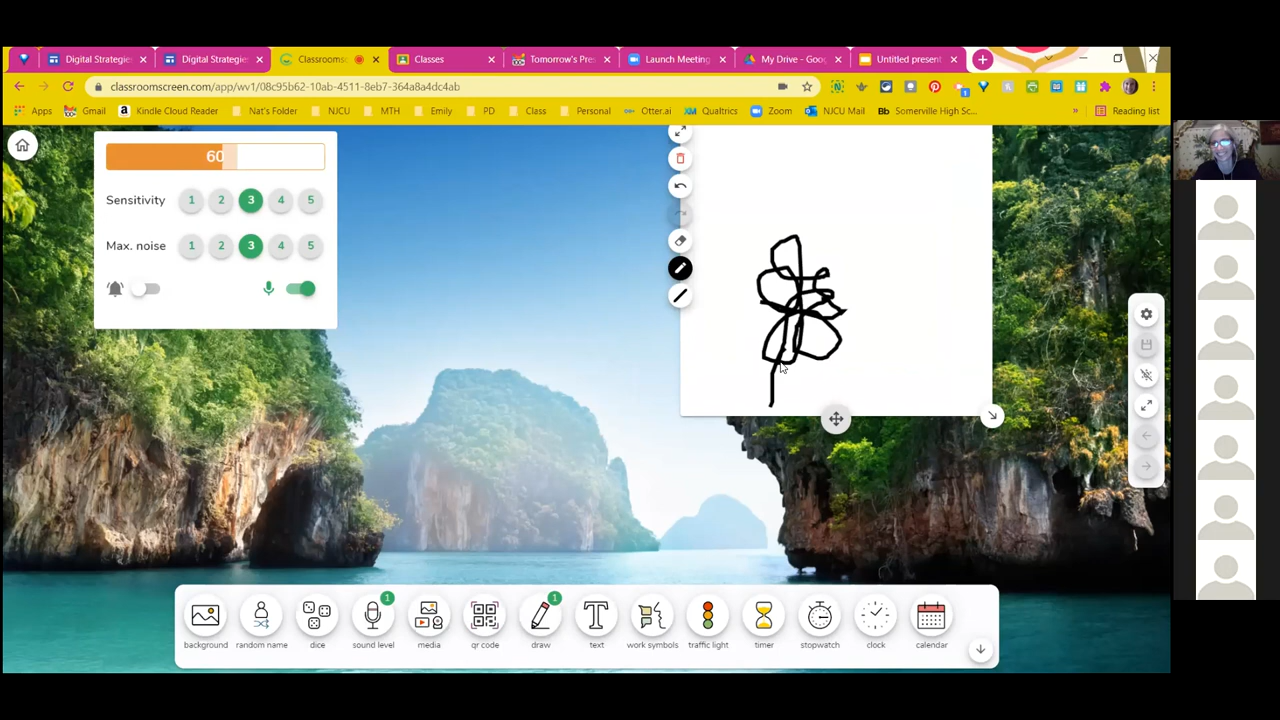 Digital Strategie
Digital Strategie
Classroomsc
Classes
Tomorrow's Pres
Launch Meeting
My Drive - Goog
Untitled present
classroomscreen.com/app/wv1/08c95b62-10ab-4511-8eb7-364a8a4dc4ab
Apps Gmail Kindle Cloud Reader Nat's Folder NJCU MTH Emily PD Class Personal Otter.ai Qualtrics Zoom NJCU Mail Somerville High Sc... » Reading list
60
Sensitivity 1 2 3 4 5
Max. noise 1 2 3 4 5
1 1
background random name dice sound level media qr code draw text work symbols traffic light timer stopwatch clock calendar